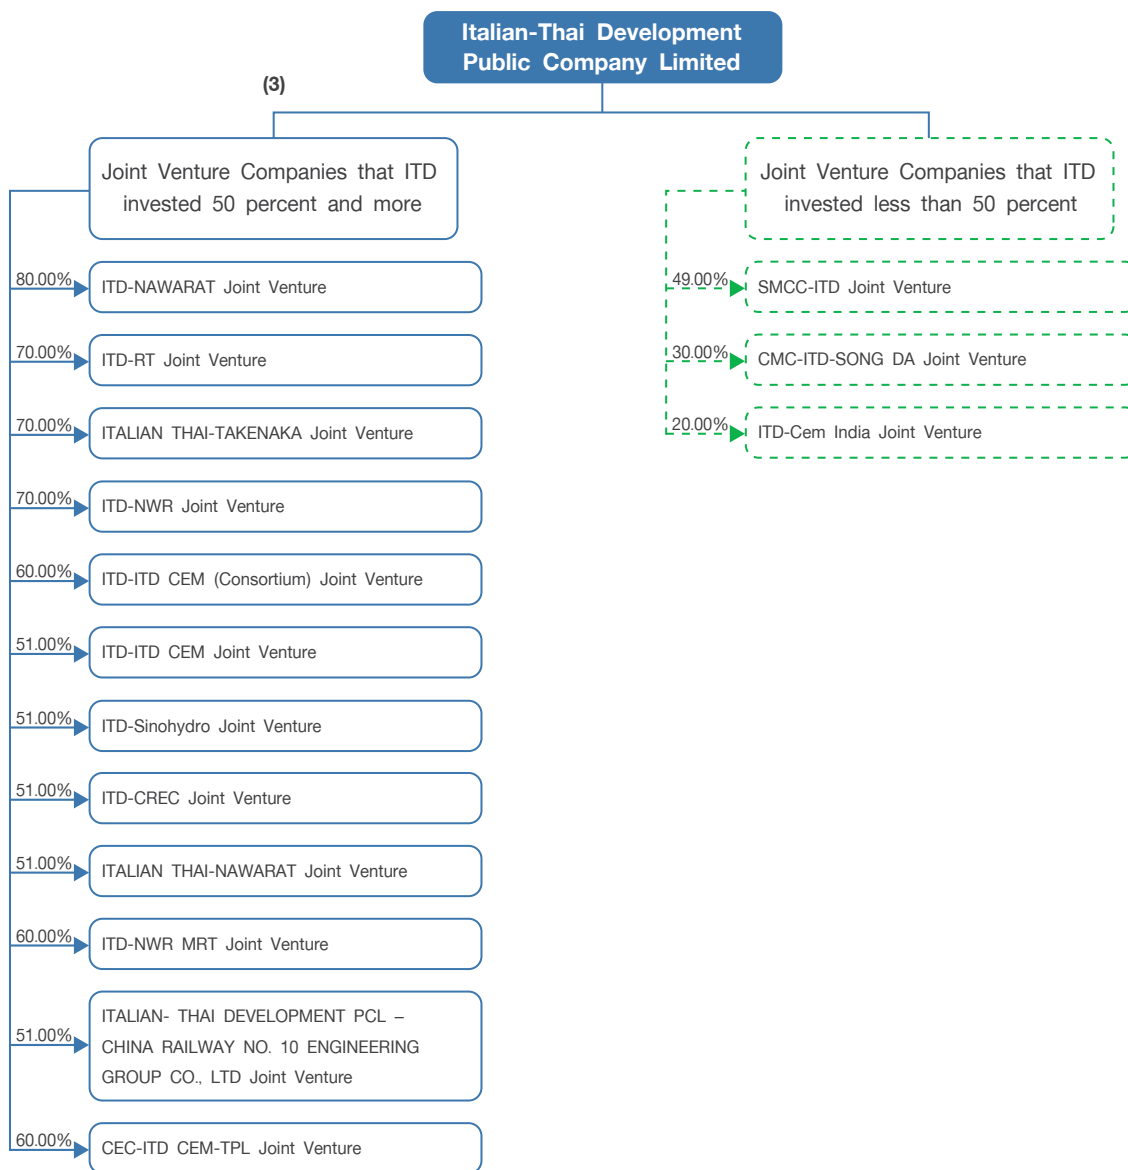 Italian-Thai Development
Public Company Limited
(3)
Joint Venture Companies that ITD
invested 50 percent and more
80.00%
ITD-NAWARAT Joint Venture
70.00%
ITD-RT Joint Venture
70.00%
ITALIAN THAI-TAKENAKA Joint Venture
70.00%
ITD-NWR Joint Venture
60.00%
ITD-ITD CEM (Consortium) Joint Venture
51.00%
ITD-ITD CEM Joint Venture
51.00%
ITD-Sinohydro Joint Venture
51.00%
ITD-CREC Joint Venture
51.00%
ITALIAN THAI-NAWARAT Joint Venture
60.00%
ITD-NWR MRT Joint Venture
51.00%
ITALIAN- THAI DEVELOPMENT PCL –
CHINA RAILWAY NO. 10 ENGINEERING
GROUP CO., LTD Joint Venture
60.00%
CEC-ITD CEM-TPL Joint Venture
Joint Venture Companies that ITD
invested less than 50 percent
49.00%
SMCC-ITD Joint Venture
30.00%
CMC-ITD-SONG DA Joint Venture
20.00%
ITD-Cem India Joint Venture